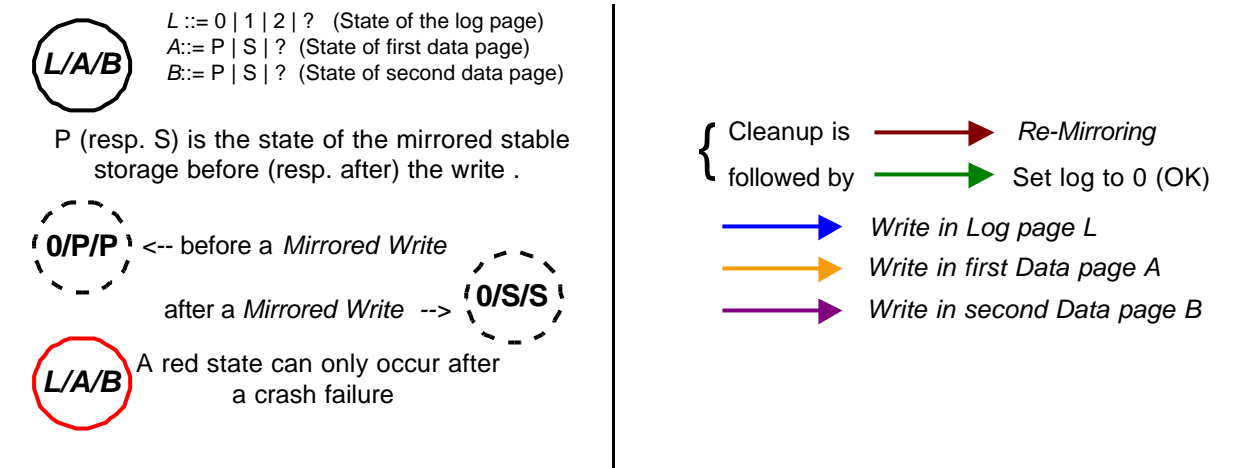 L ::= 0 | 1 | 2 | ? (State of the log page)
A::= P | S | ? (State of first data page)
B::= P | S | ? (State of second data page)
L/A/B
P (resp. S) is the state of the mirrored stable
storage before (resp. after) the write .
0/P/P <-- before a Mirrored Write
after a Mirrored Write --> 0/S/S
L/A/B
A red state can only occur after
a crash failure
{ Cleanup is Re-Mirroring
followed by Set log to 0 (OK)
Write in Log page L
Write in first Data page A
Write in second Data page B